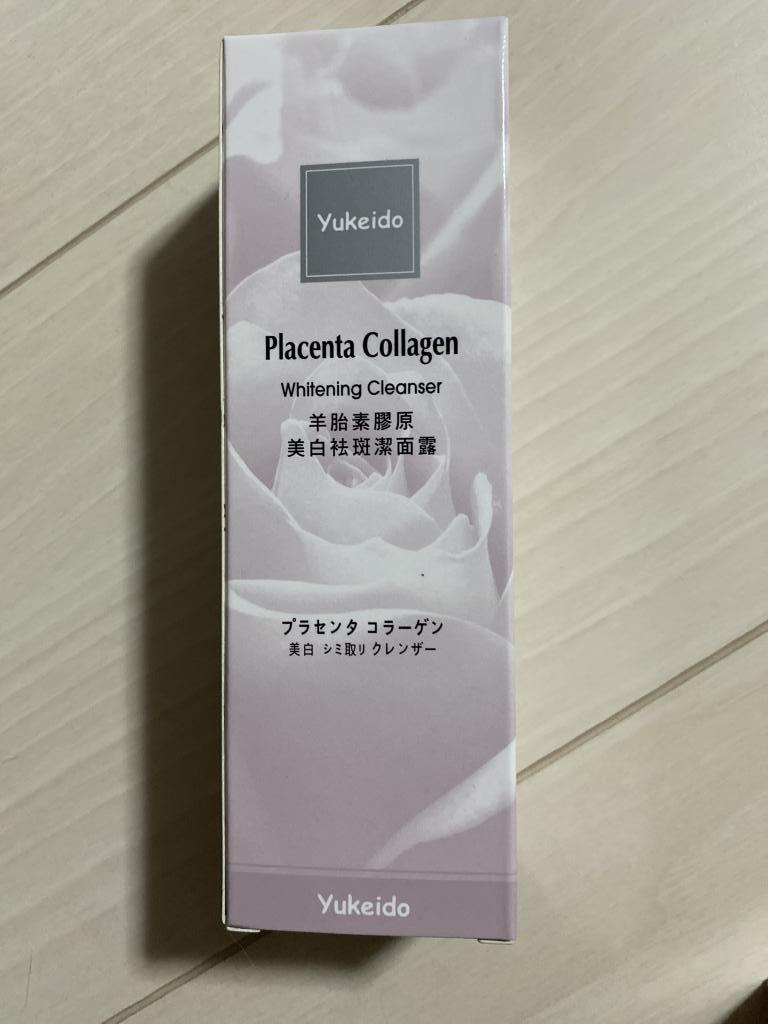 Yukeido
Placenta Collagen
Whitening Cleanser
羊胎素膠原
美白袪斑潔面露
プラセンタ コラーゲン
美白 シミ取り クレンザー
Yukeido